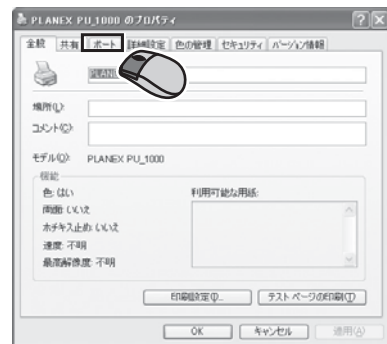 PLANEX PU_1000 のプロパティ
全般 共有 ポート 詳細設定 色の管理 セキュリティ バージョン情報
場所(L):
コメント(C):
モデル(O): PLANEX PU_1000
機能
色: はい
利用可能な用紙:
両面: いいえ
ホチキス止め: いいえ
速度: 不明
最高解像度: 不明
印刷設定(I)...
テスト ページの印刷(T)
OK
キャンセル
適用(A)